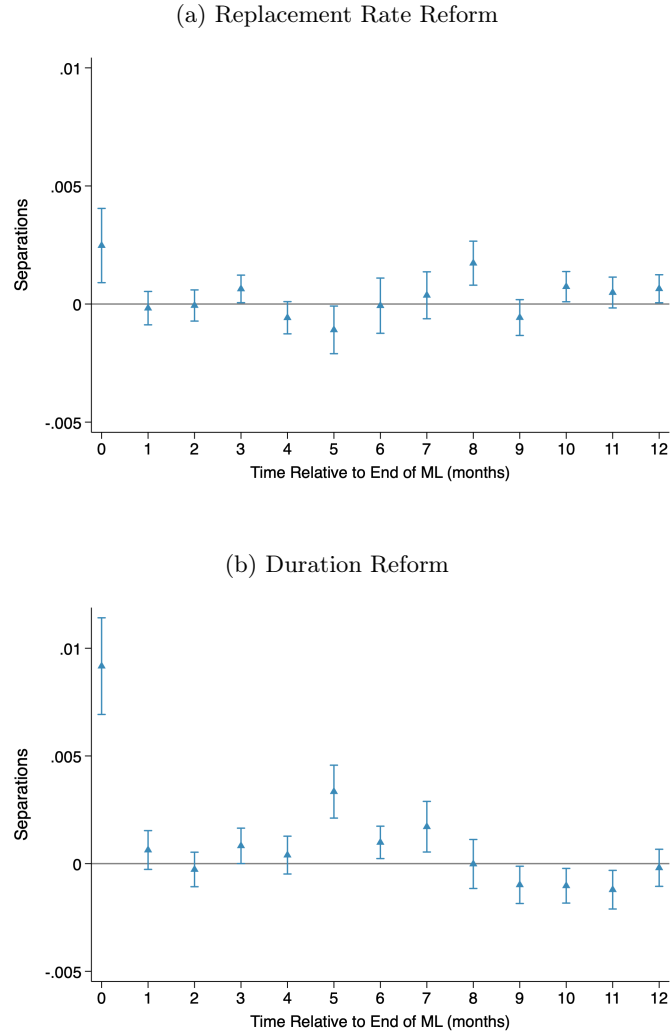 (a) Replacement Rate Reform
.01
.005
0
-.005
Separations
0 1 2 3 4 5 6 7 8 9 10 11 12
Time Relative to End of ML (months)
(b) Duration Reform
.01
.005
0
-.005
Separations
0 1 2 3 4 5 6 7 8 9 10 11 12
Time Relative to End of ML (months)